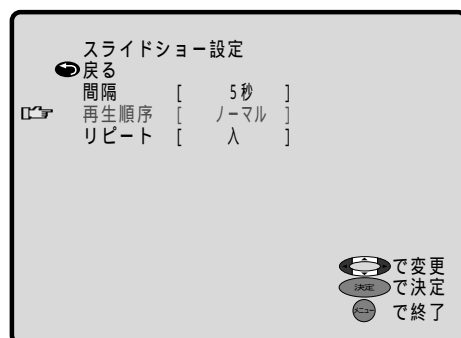 スライドショー設定
戻る
間隔 [ 5秒 ]
再生順序 [ ノーマル ]
リピート [ 入 ]
で変更
決定 で決定
メニュー で終了